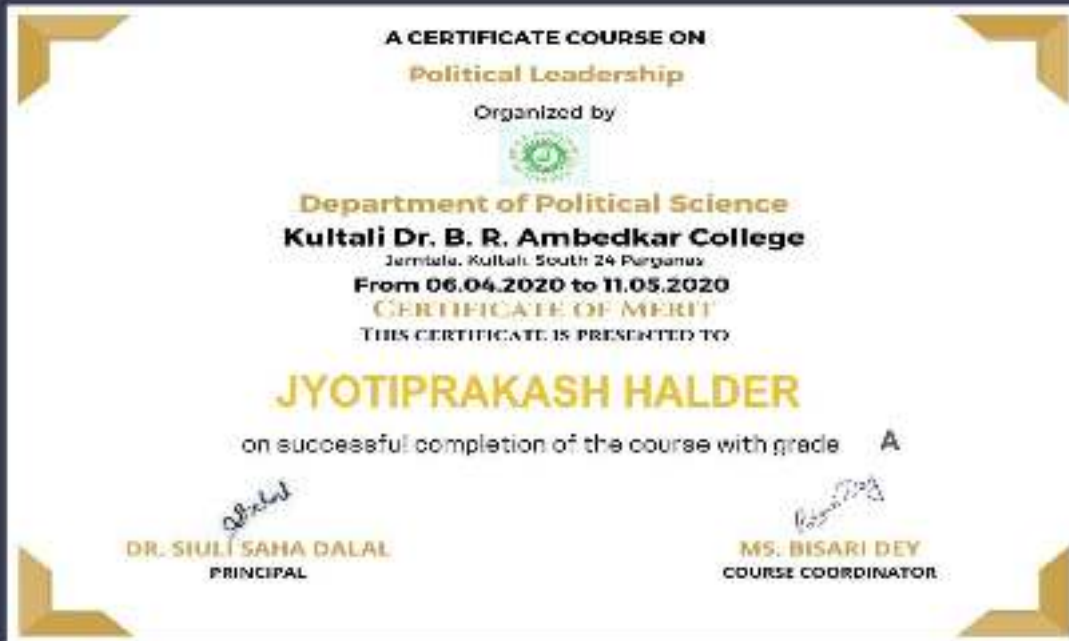 A CERTIFICATE COURSE ON
Political Leadership
Organized by
Department of Political Science
Kultali Dr. B. R. Ambedkar College
Jamtala, Kultali, South 24 Parganas
From 06.04.2020 to 11.05.2020
CERTIFICATE OF MERIT
THIS CERTIFICATE IS PRESENTED TO
JYOTIPRAKASH HALDER
on successful completion of the course with grade A
DR. SIULI SAHA DALAL
PRINCIPAL
MS. BISARI DEY
COURSE COORDINATOR